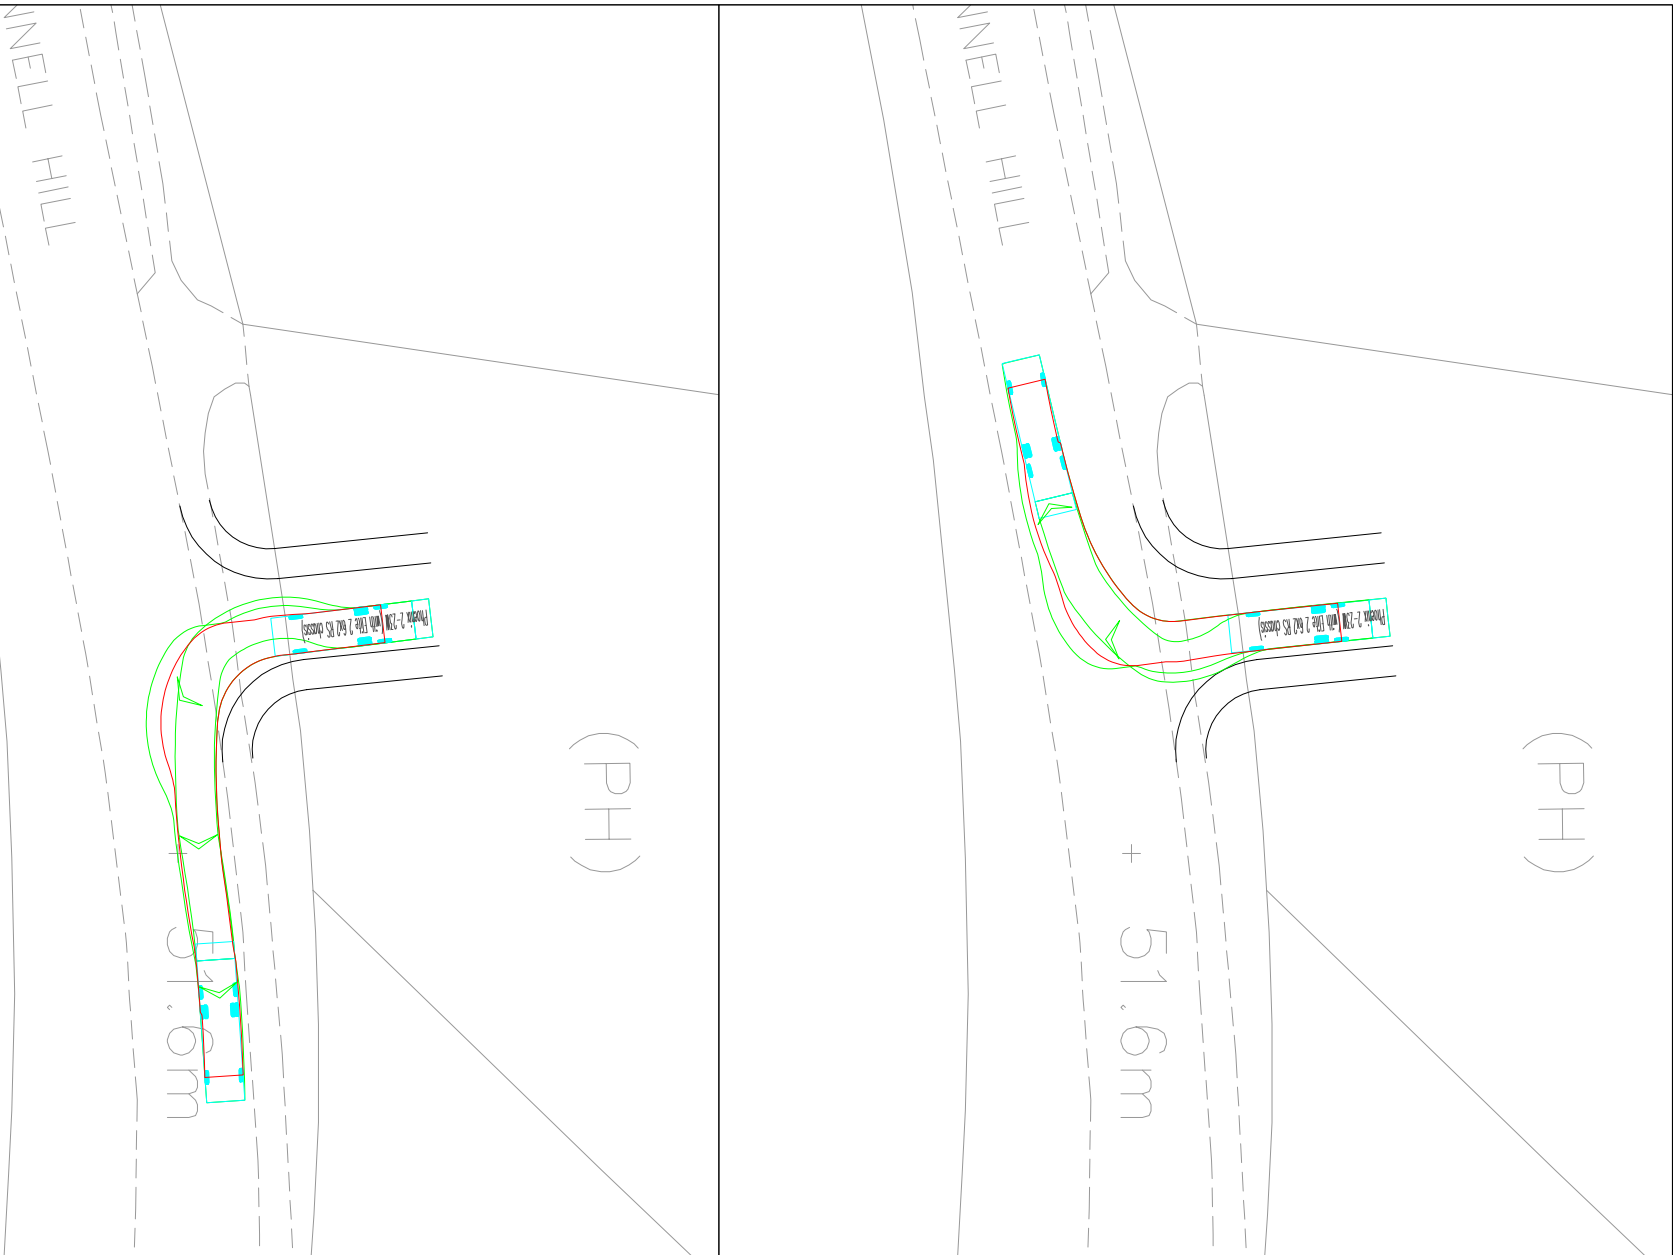 NNELL HILL
Phoenix 2-23W
(with Elite 2 6x2 RS chassis)
(PH)
51.6m
NNELL HILL
Phoenix 2-23W
(with Elite 2 6x2 RS chassis)
(PH)
51.6m